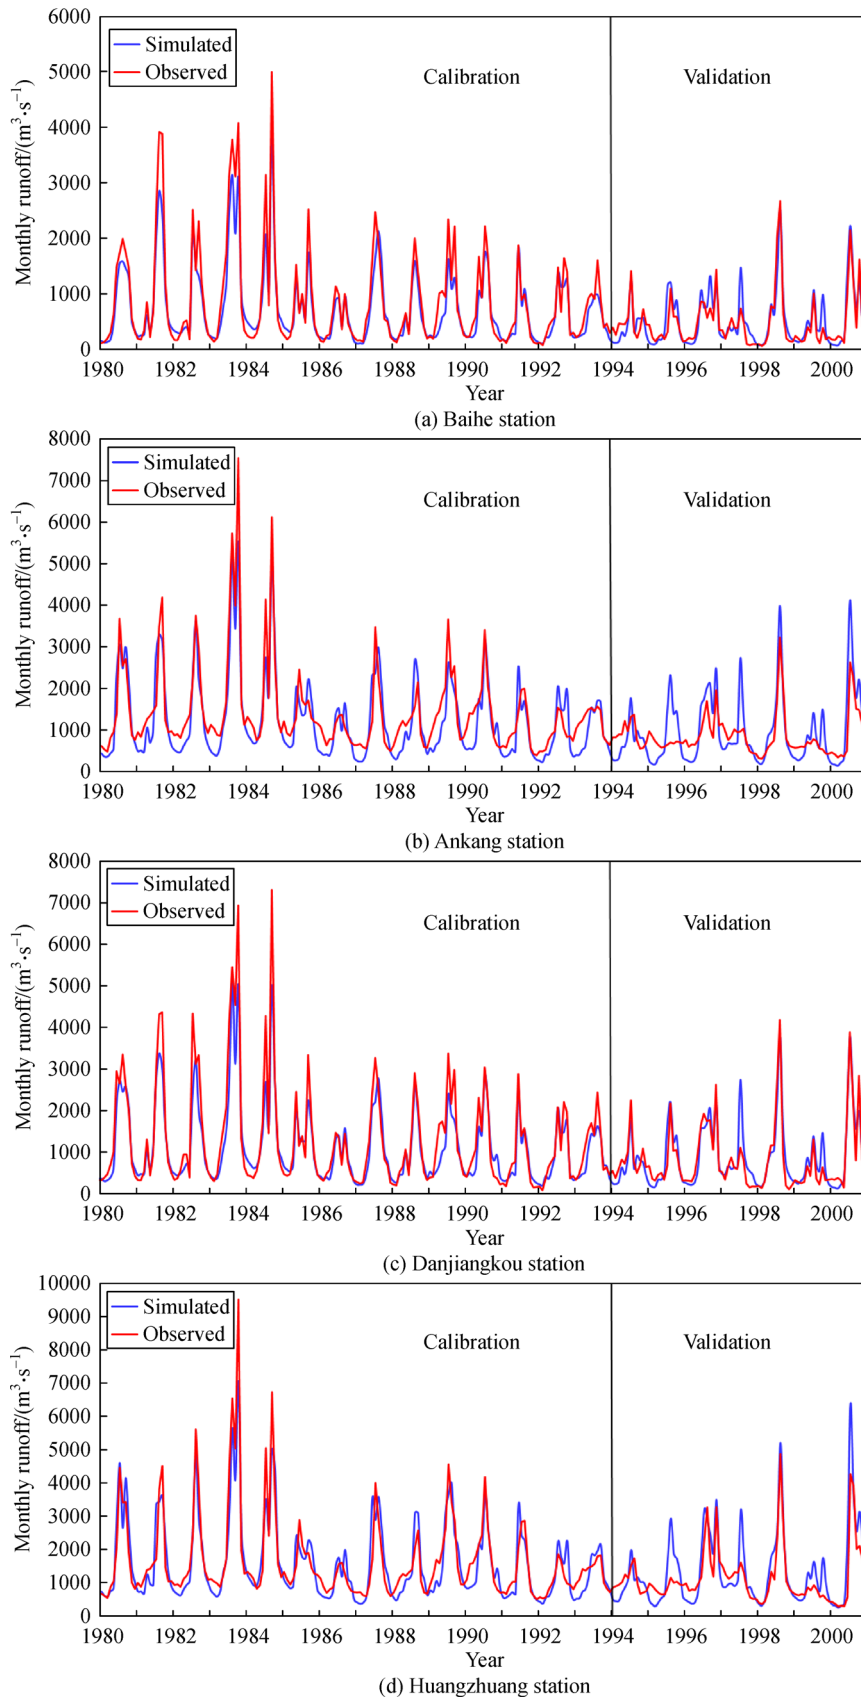 6000
5000
4000
3000
2000
1000
0
Monthly runoff/(m³·s⁻¹)
Simulated
Observed
Calibration
Validation
1980 1982 1984 1986 1988 1990 1992 1994 1996 1998 2000
Year
(a) Baihe station
8000
7000
6000
5000
4000
3000
2000
1000
0
Monthly runoff/(m³·s⁻¹)
Simulated
Observed
Calibration
Validation
1980 1982 1984 1986 1988 1990 1992 1994 1996 1998 2000
Year
(b) Ankang station
8000
7000
6000
5000
4000
3000
2000
1000
0
Monthly runoff/(m³·s⁻¹)
Simulated
Observed
Calibration
Validation
1980 1982 1984 1986 1988 1990 1992 1994 1996 1998 2000
Year
(c) Danjiangkou station
10000
9000
8000
7000
6000
5000
4000
3000
2000
1000
0
Monthly runoff/(m³·s⁻¹)
Simulated
Observed
Calibration
Validation
1980 1982 1984 1986 1988 1990 1992 1994 1996 1998 2000
Year
(d) Huangzhuang station